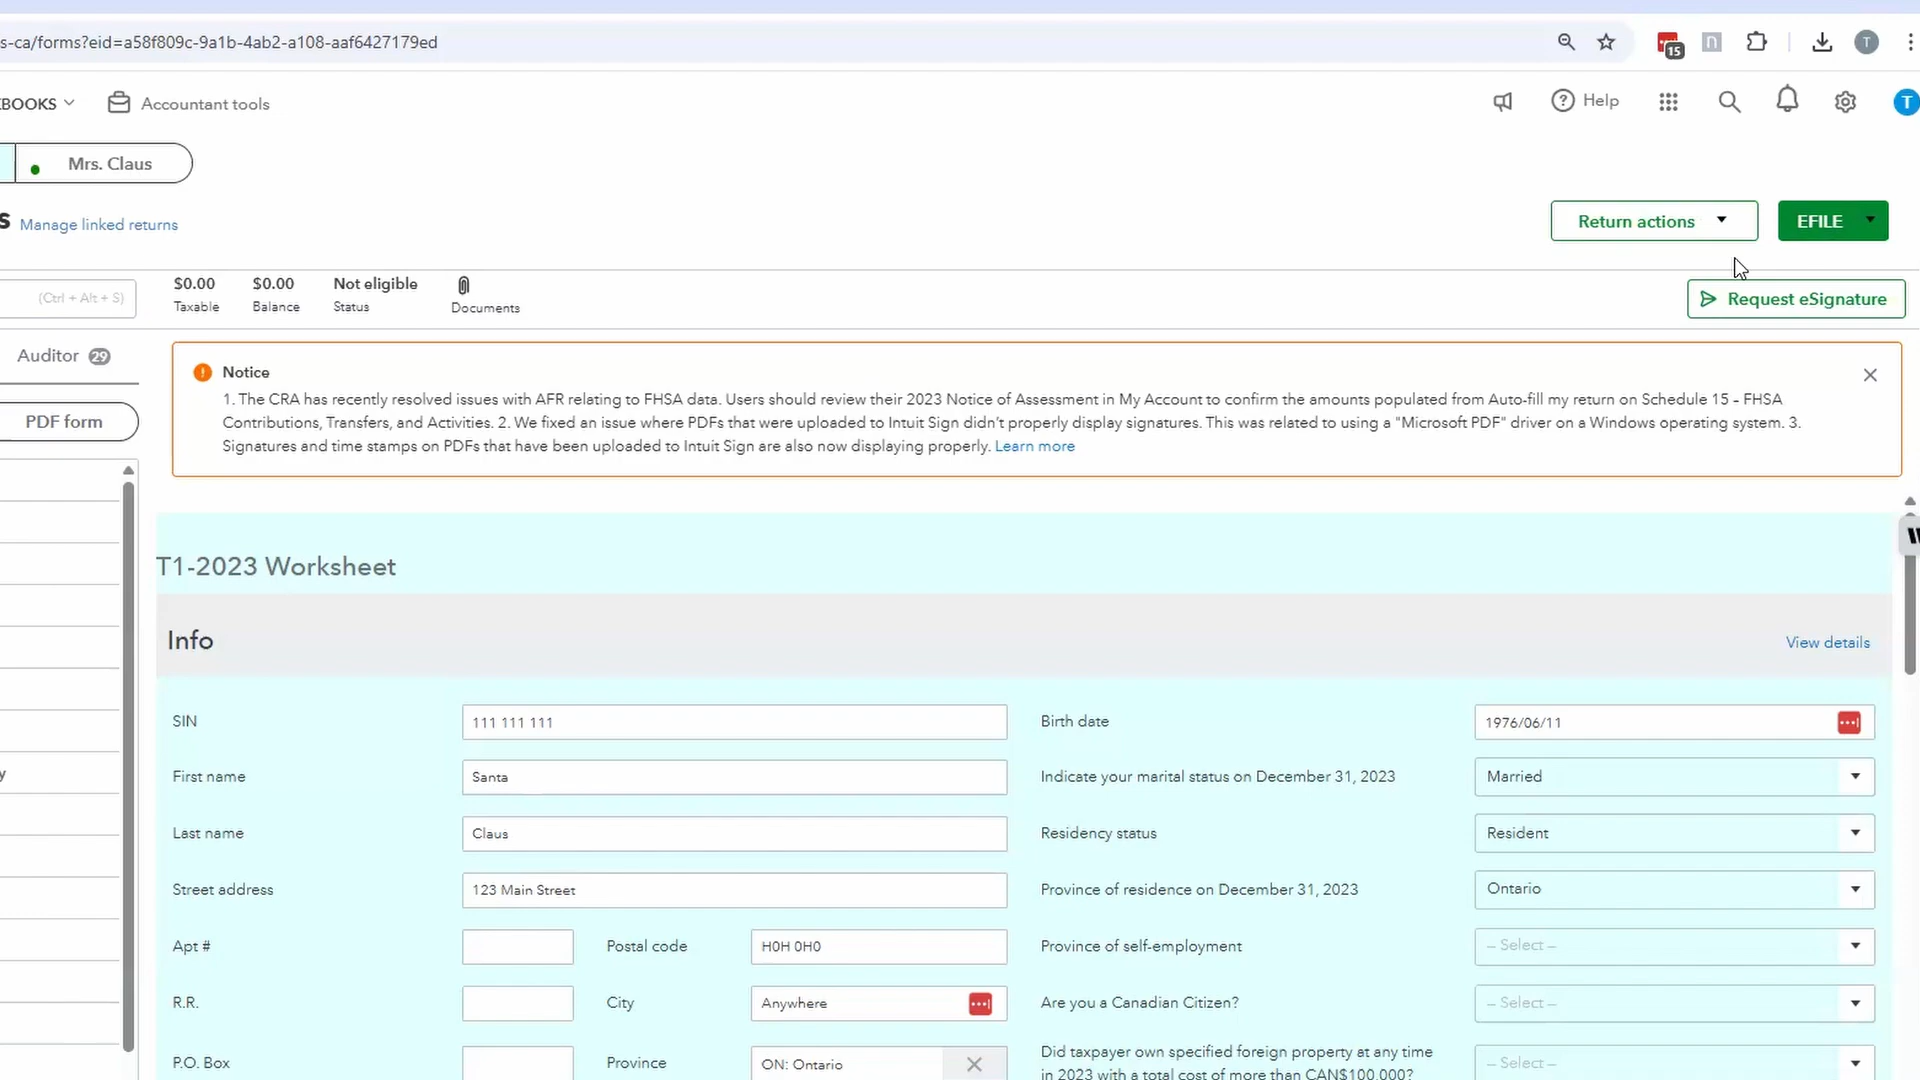 s-ca/forms?eid=a58f809c-9a1b-4ab2-a108-aaf6427179ed
15
n
T
EBOOKS
Accountant tools
Help
T
Mrs. Claus
s Manage linked returns
Return actions
EFILE
(Ctrl + Alt + S)
$0.00
Taxable
$0.00
Balance
Not eligible
Status
Documents
Request eSignature
Auditor 29
PDF form
Notice
1. The CRA has recently resolved issues with AFR relating to FHSA data. Users should review their 2023 Notice of Assessment in My Account to confirm the amounts populated from Auto-fill my return on Schedule 15 - FHSA
Contributions, Transfers, and Activities. 2. We fixed an issue where PDFs that were uploaded to Intuit Sign didn't properly display signatures. This was related to using a "Microsoft PDF" driver on a Windows operating system. 3.
Signatures and time stamps on PDFs that have been uploaded to Intuit Sign are also now displaying properly. Learn more
T1-2023 Worksheet
Info
View details
SIN
111 111 111
Birth date
1976/06/11
First name
Santa
Indicate your marital status on December 31, 2023
Married
Last name
Claus
Residency status
Resident
Street address
123 Main Street
Province of residence on December 31, 2023
Ontario
Apt #
Postal code
H0H 0H0
Province of self-employment
-- Select --
R.R.
City
Anywhere
Are you a Canadian Citizen?
-- Select --
y
P.O. Box
Province
ON: Ontario
Did taxpayer own specified foreign property at any time
in 2023 with a total cost of more than CAN$100,000?
-- Select --